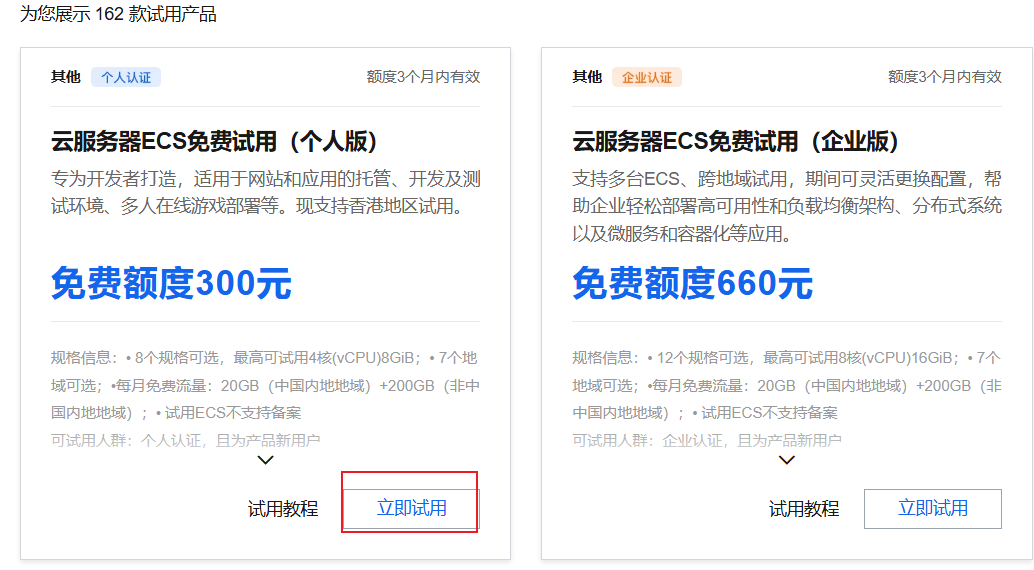 为您展示 162 款试用产品
其他 个人认证 额度3个月内有效
云服务器ECS免费试用（个人版）
专为开发者打造，适用于网站和应用的托管、开发及测
试环境、多人在线游戏部署等。现支持香港地区试用。
免费额度300元
规格信息：• 8个规格可选，最高可试用4核(vCPU)8GiB；• 7个地
域可选；•每月免费流量：20GB（中国内地地域）+200GB（非中
国内地地域）；• 试用ECS不支持备案
可试用人群：个人认证，且为产品新用户
试用教程 立即试用
其他 企业认证 额度3个月内有效
云服务器ECS免费试用（企业版）
支持多台ECS、跨地域试用，期间可灵活更换配置，帮
助企业轻松部署高可用性和负载均衡架构、分布式系统
以及微服务和容器化等应用。
免费额度660元
规格信息：• 12个规格可选，最高可试用8核(vCPU)16GiB；• 7个
地域可选；•每月免费流量：20GB（中国内地地域）+200GB（非
中国内地地域）；• 试用ECS不支持备案
可试用人群：企业认证，且为产品新用户
试用教程 立即试用